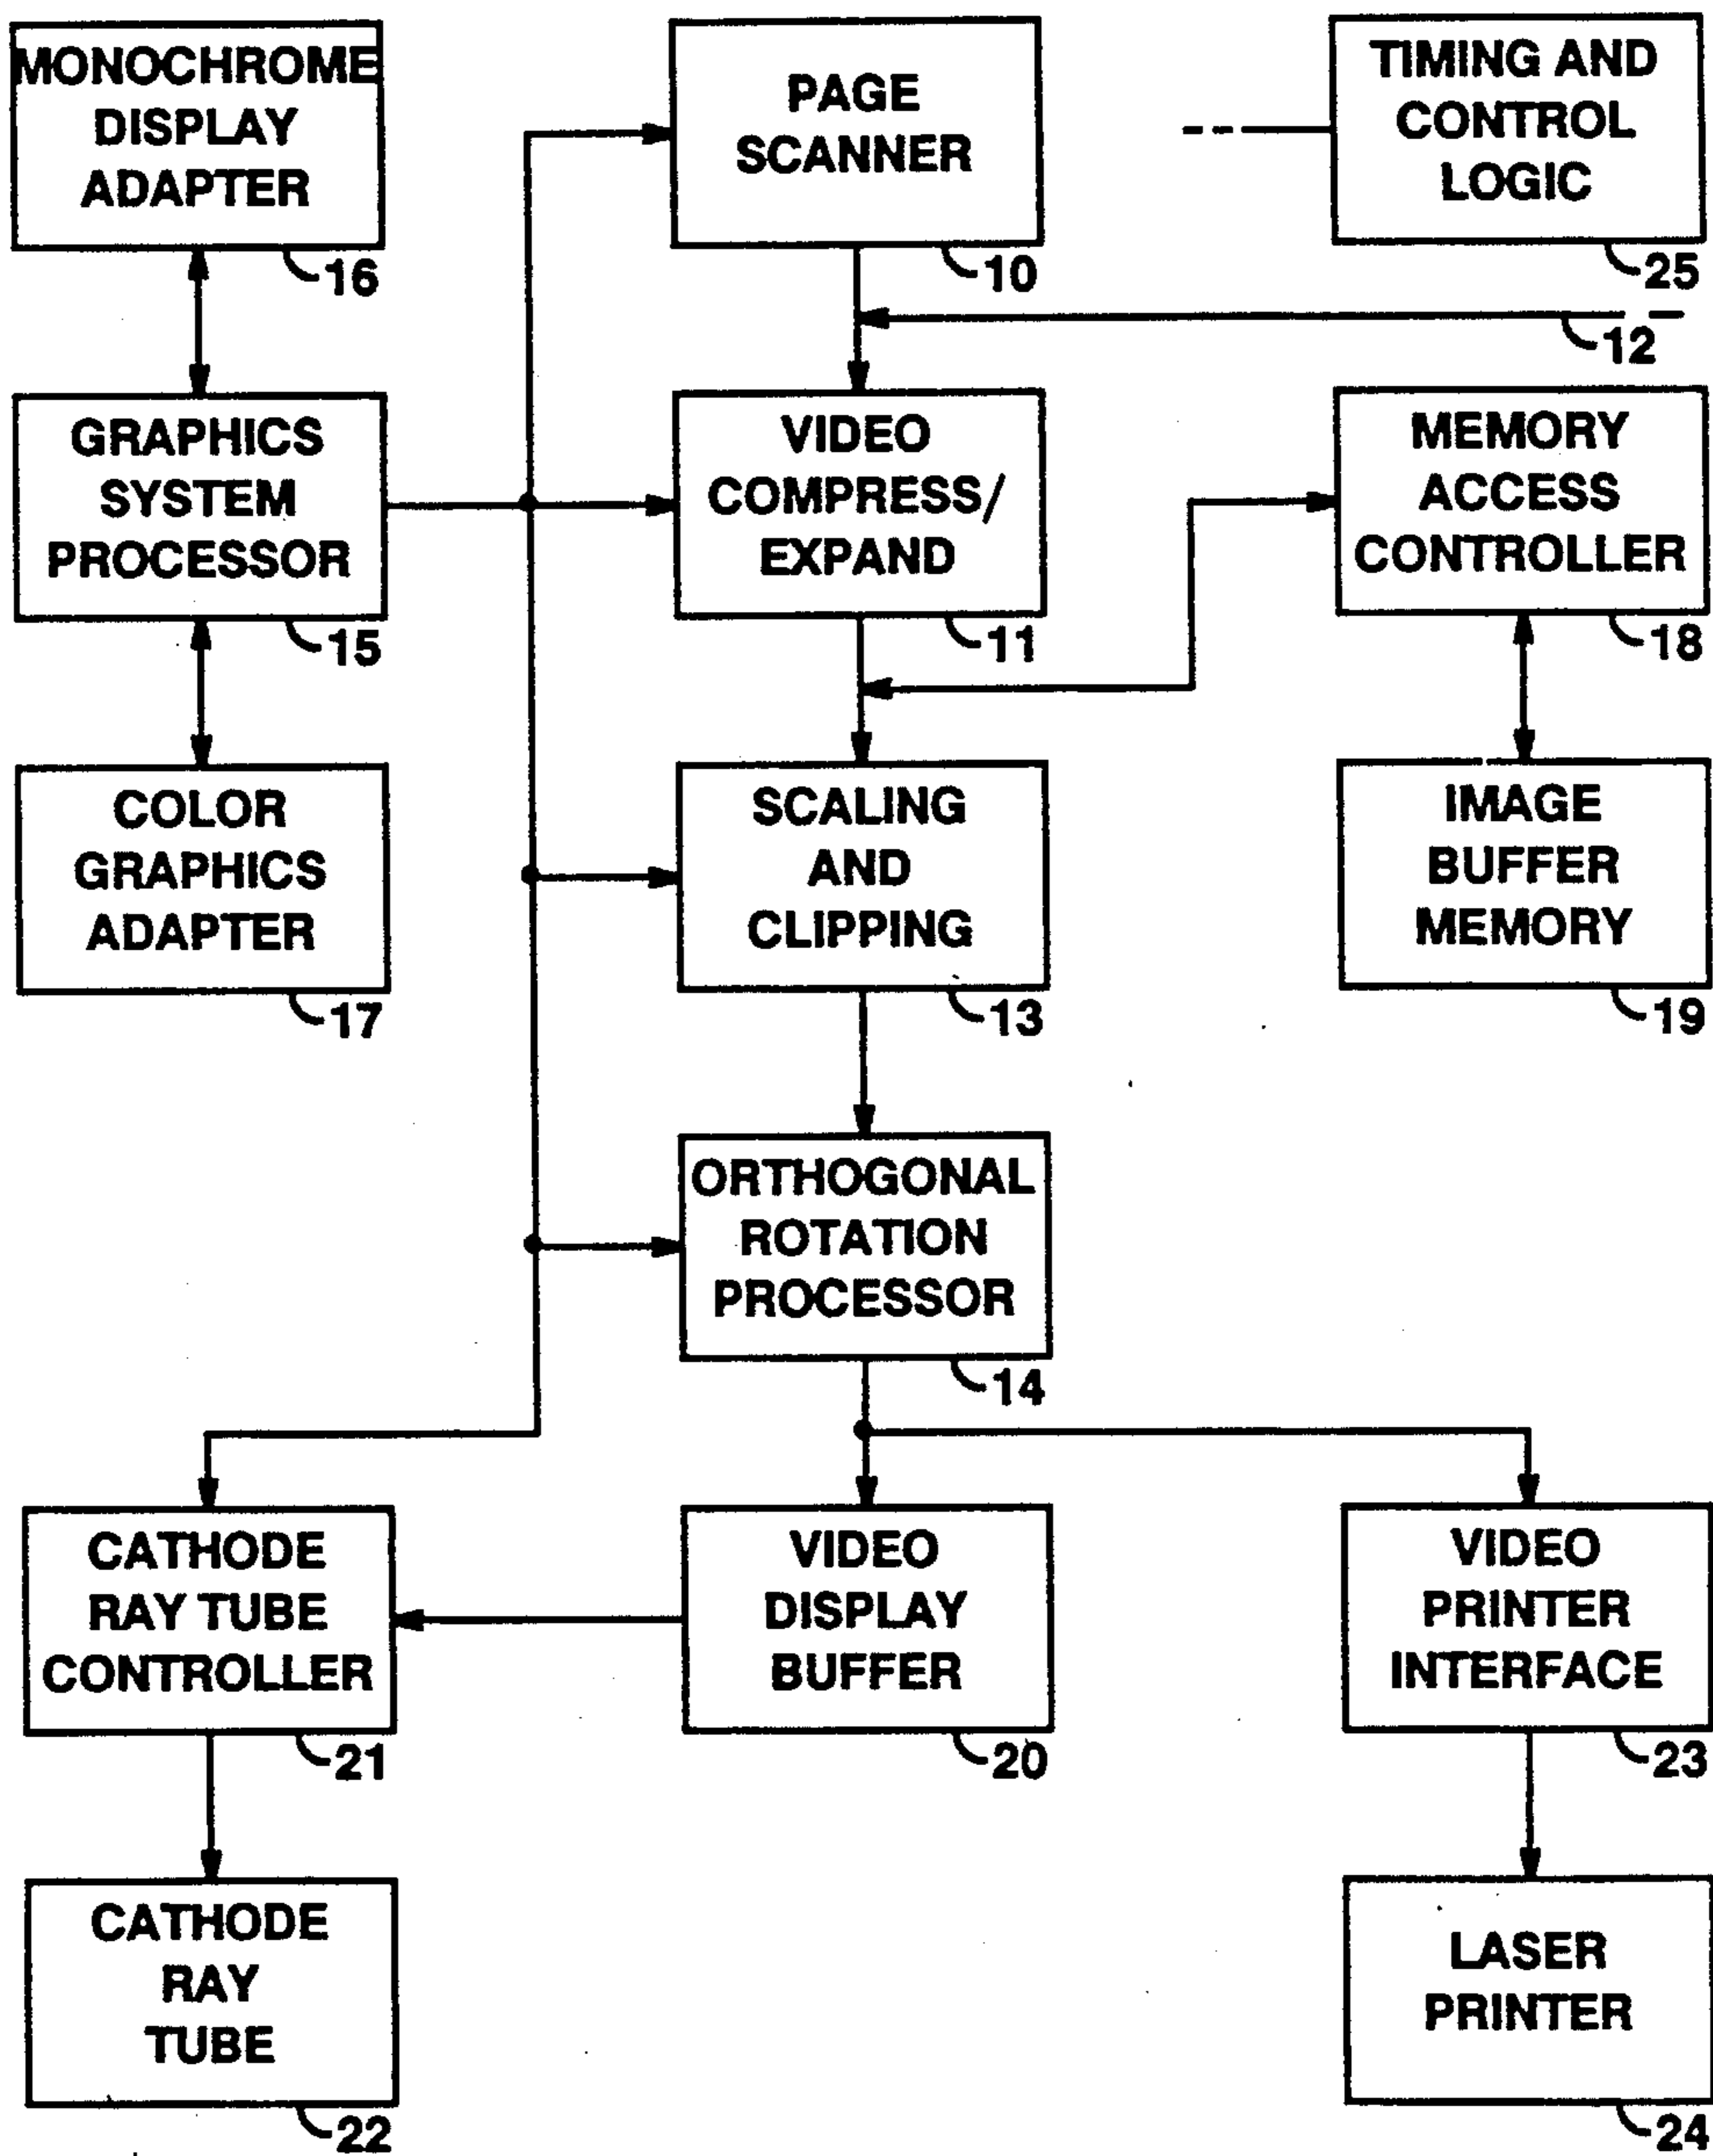 MONOCHROME
DISPLAY
ADAPTER
16
PAGE
SCANNER
10
TIMING AND
CONTROL
LOGIC
25
12
GRAPHICS
SYSTEM
PROCESSOR
15
VIDEO
COMPRESS/
EXPAND
11
MEMORY
ACCESS
CONTROLLER
18
COLOR
GRAPHICS
ADAPTER
17
SCALING
AND
CLIPPING
13
IMAGE
BUFFER
MEMORY
19
ORTHOGONAL
ROTATION
PROCESSOR
14
CATHODE
RAY TUBE
CONTROLLER
21
VIDEO
DISPLAY
BUFFER
20
VIDEO
PRINTER
INTERFACE
23
CATHODE
RAY
TUBE
22
LASER
PRINTER
24